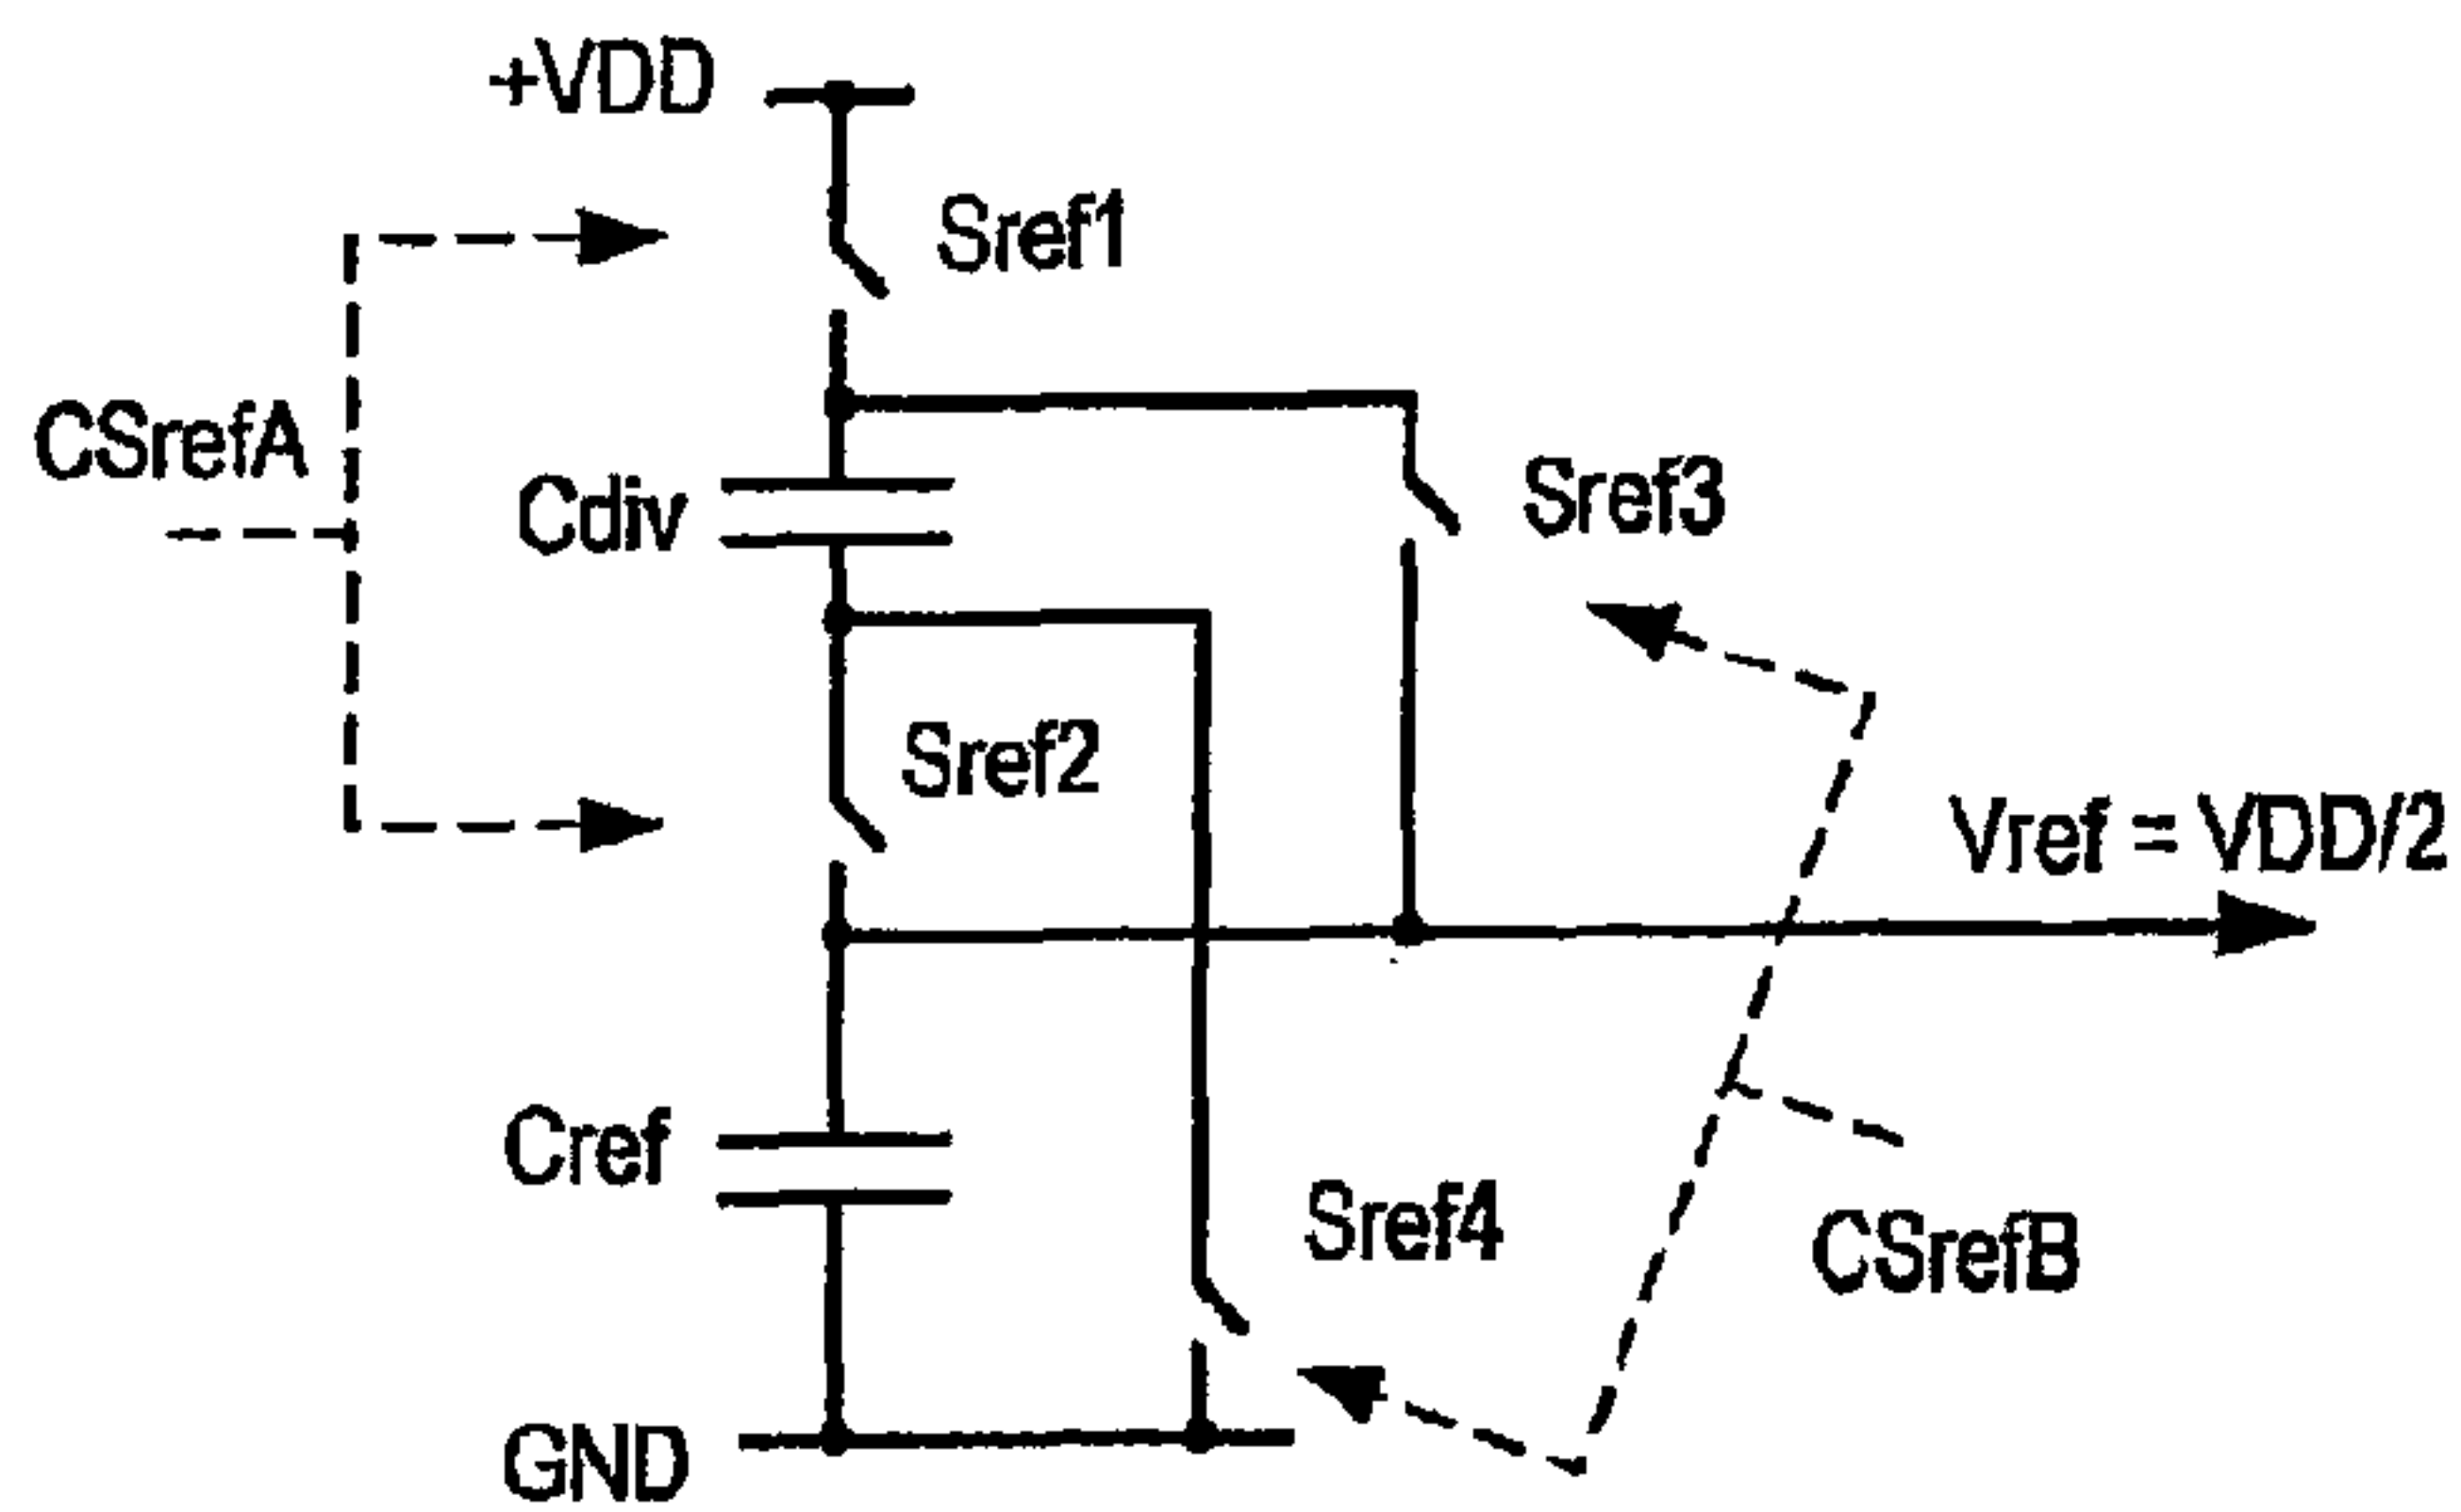 +VDD
Sref1
CSrefA
Cdiv
Sref3
Sref2
Vref = VDD/2
Cref
Sref4
CSrefB
GND